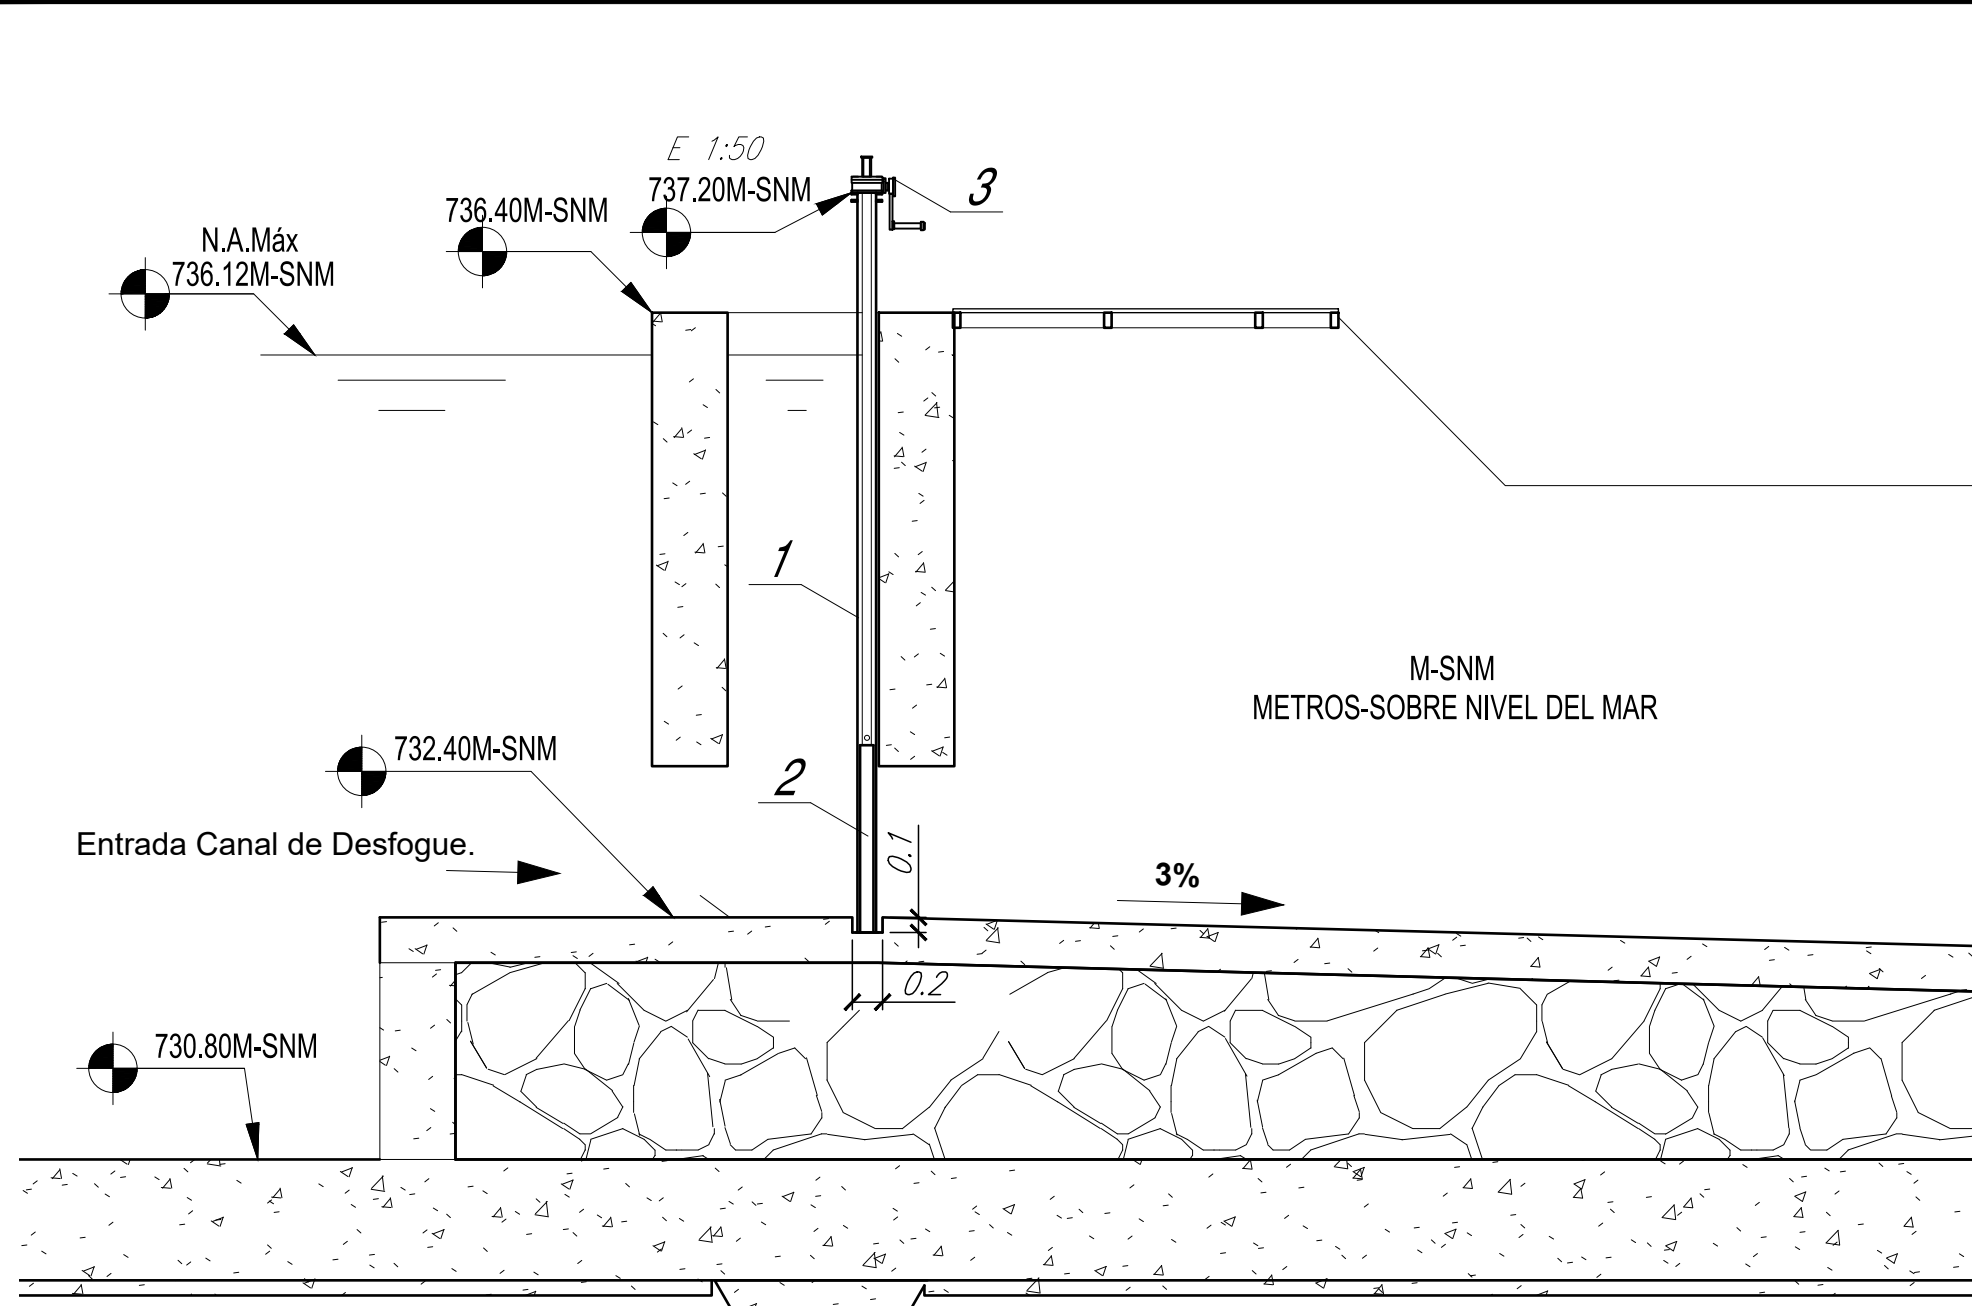 E 1:50
737.20M-SNM
3
736.40M-SNM
N.A.Máx
736.12M-SNM
1
M-SNM
METROS-SOBRE NIVEL DEL MAR
732.40M-SNM
2
Entrada Canal de Desfogue.
0.1
3%
0.2
730.80M-SNM